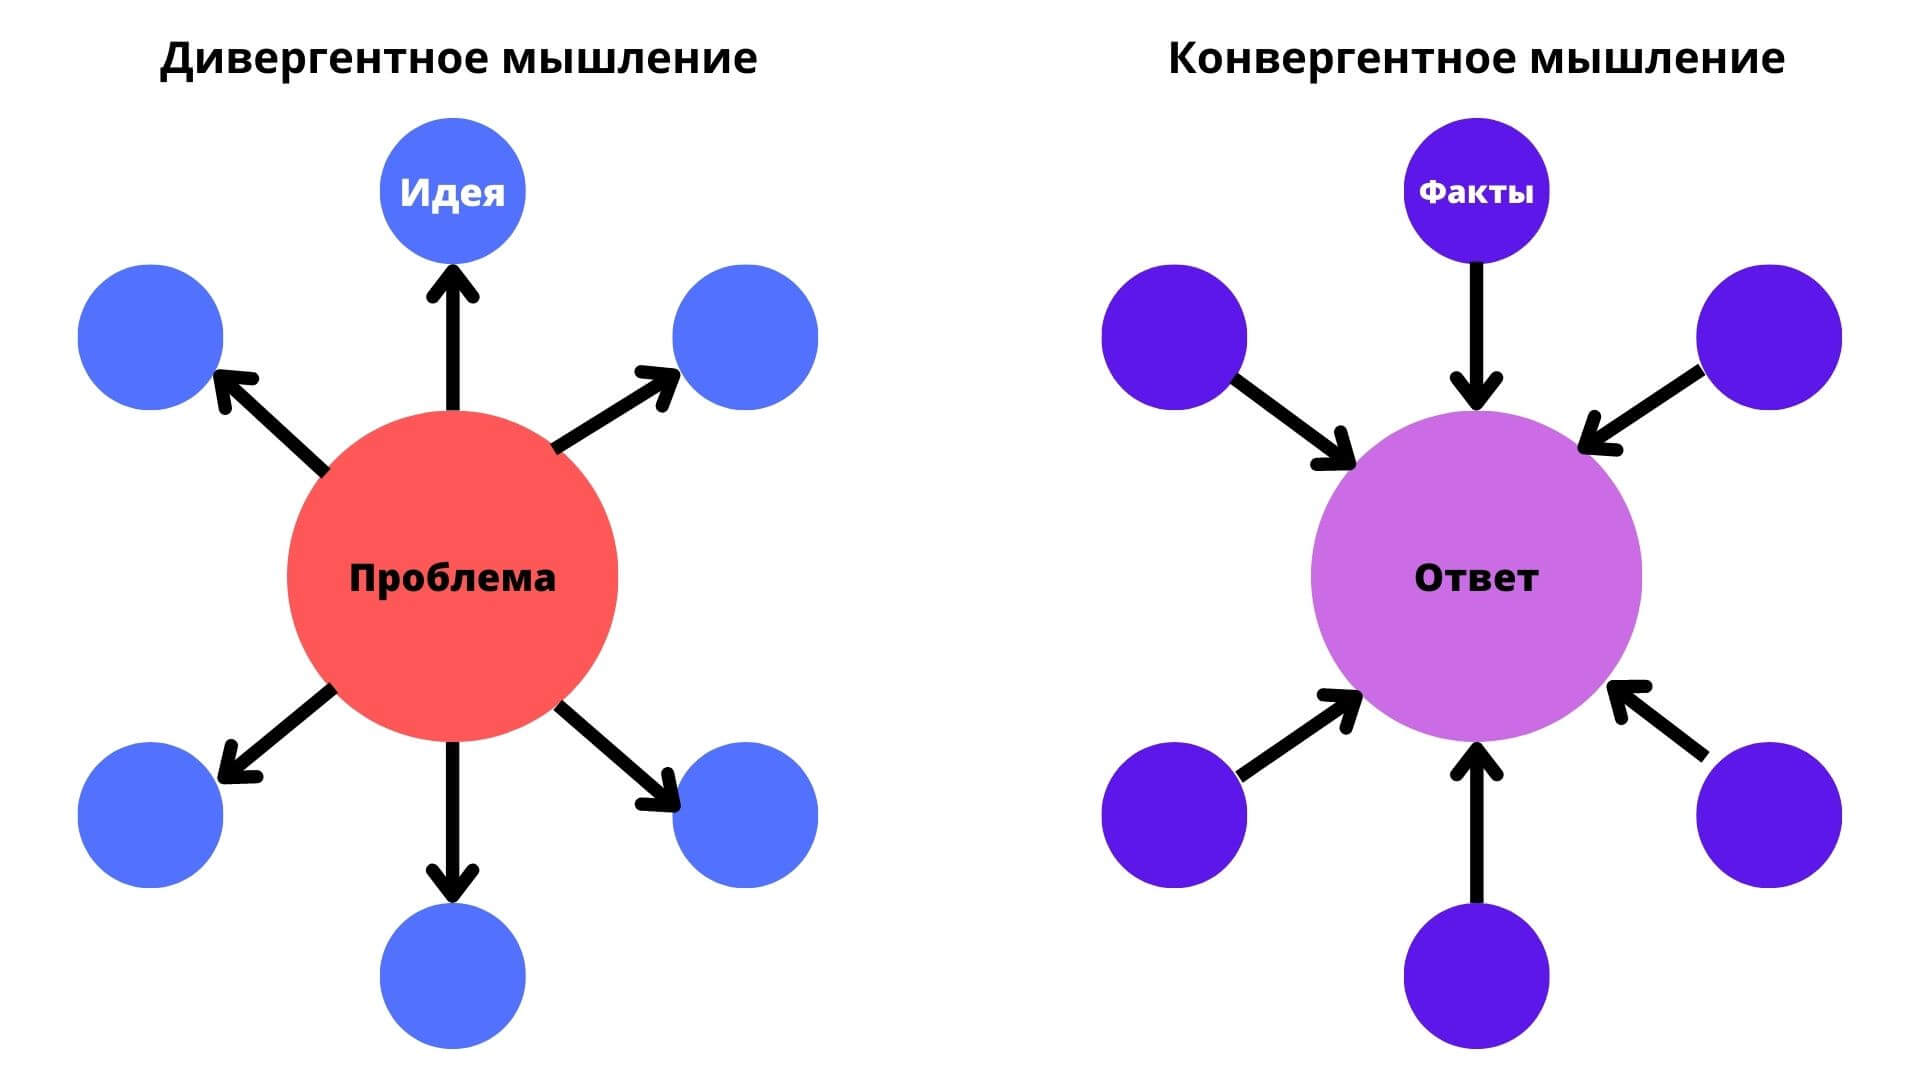 Дивергентное мышление
Идея
Проблема
Конвергентное мышление
Факты
Ответ